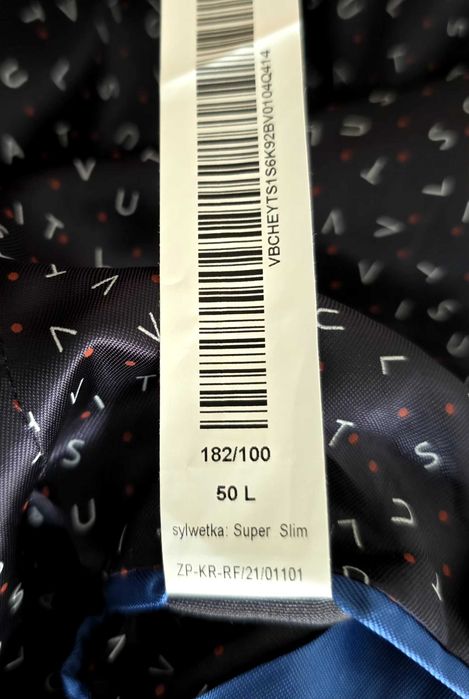 VBCHEYTS1S6K92BV0104Q414
182/100
50 L
sylwetka: Super Slim
ZP-KR-RF/21/01101